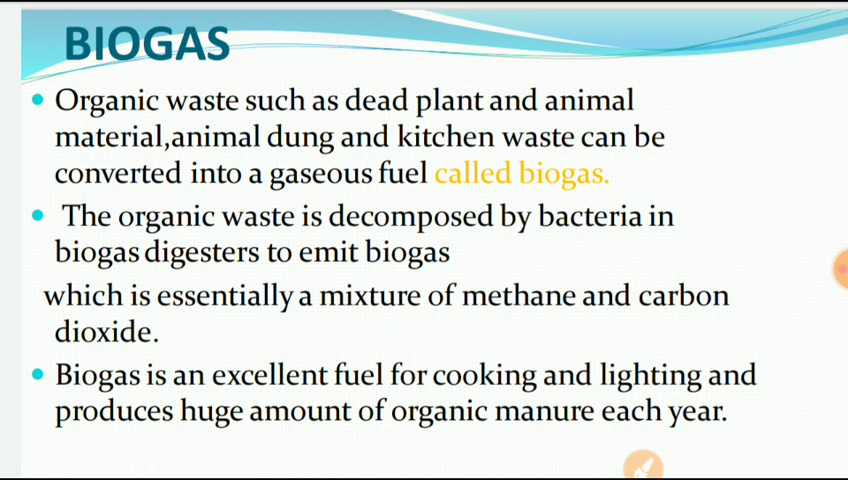 BIOGAS
• Organic waste such as dead plant and animal
material,animal dung and kitchen waste can be
converted into a gaseous fuel called biogas.
• The organic waste is decomposed by bacteria in
biogas digesters to emit biogas
which is essentially a mixture of methane and carbon
dioxide.
• Biogas is an excellent fuel for cooking and lighting and
produces huge amount of organic manure each year.